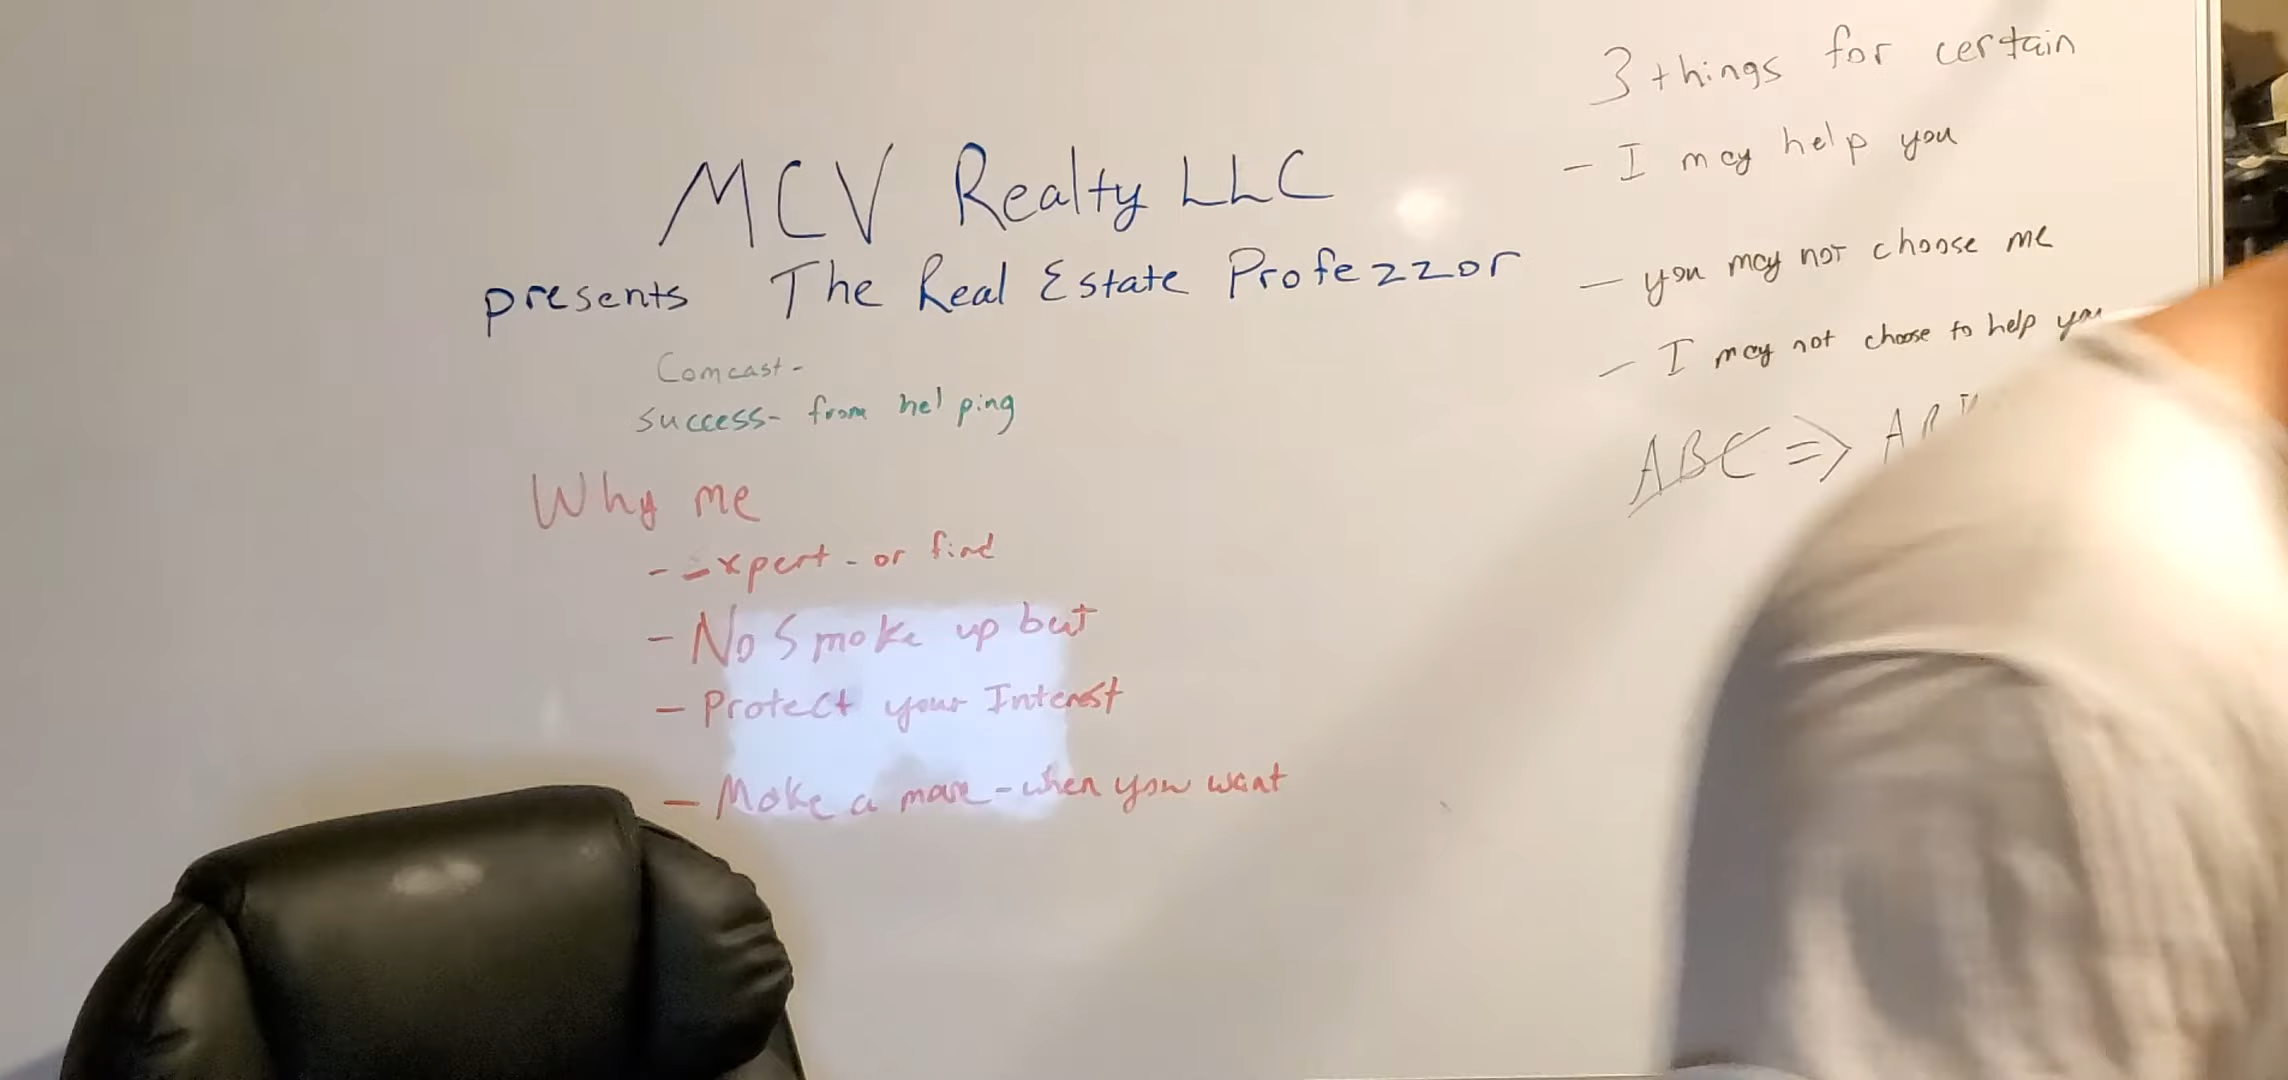 MCV Realty LLC
presents The Real Estate Profezzor
Comcast-
success- from helping
Why me
- Expert - or find
- No Smoke up but
- Protect your Interest
- Make a move - when you want
3 things for certain
- I may help you
- you may not choose me
- I may not choose to help you
ABC =>